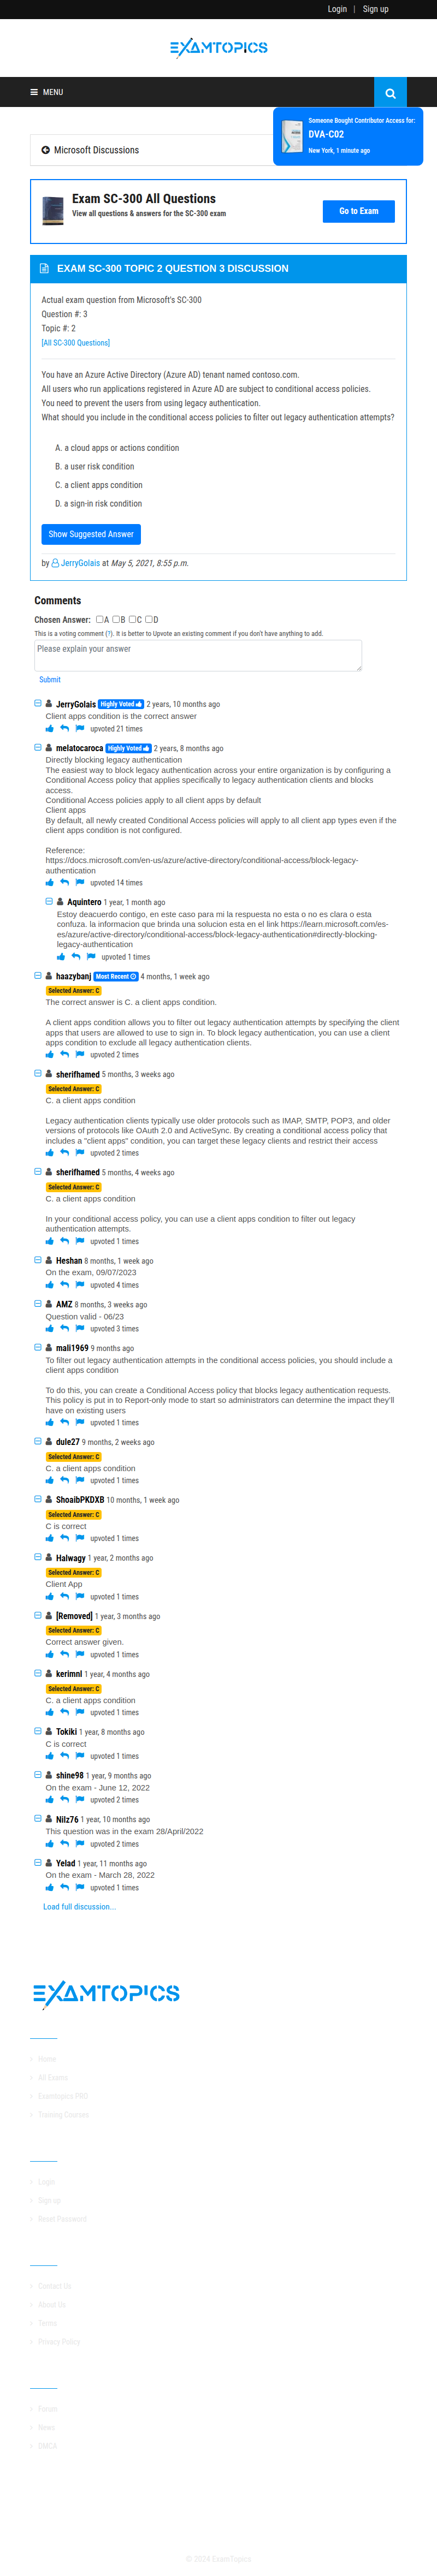 Login | Sign up
EXAMTOPICS
MENU
Someone Bought Contributor Access for:
DVA-C02
New York, 1 minute ago
Microsoft Discussions
Exam SC-300 All Questions
View all questions & answers for the SC-300 exam
Go to Exam
EXAM SC-300 TOPIC 2 QUESTION 3 DISCUSSION
Actual exam question from Microsoft's SC-300
Question #: 3
Topic #: 2
[All SC-300 Questions]
You have an Azure Active Directory (Azure AD) tenant named contoso.com.
All users who run applications registered in Azure AD are subject to conditional access policies.
You need to prevent the users from using legacy authentication.
What should you include in the conditional access policies to filter out legacy authentication attempts?
A. a cloud apps or actions condition
B. a user risk condition
C. a client apps condition
D. a sign-in risk condition
Show Suggested Answer
by JerryGolais at May 5, 2021, 8:55 p.m.
Comments
Chosen Answer: A B C D
This is a voting comment (?). It is better to Upvote an existing comment if you don't have anything to add.
Please explain your answer
Submit
JerryGolais Highly Voted 2 years, 10 months ago
Client apps condition is the correct answer
upvoted 21 times
melatocaroca Highly Voted 2 years, 8 months ago
Directly blocking legacy authentication
The easiest way to block legacy authentication across your entire organization is by configuring a
Conditional Access policy that applies specifically to legacy authentication clients and blocks
access.
Conditional Access policies apply to all client apps by default
Client apps
By default, all newly created Conditional Access policies will apply to all client app types even if the
client apps condition is not configured.
Reference:
https://docs.microsoft.com/en-us/azure/active-directory/conditional-access/block-legacy-
authentication
upvoted 14 times
Aquintero 1 year, 1 month ago
Estoy deacuerdo contigo, en este caso para mi la respuesta no esta o no es clara o esta
confuza. la informacion que brinda una solucion esta en el link https://learn.microsoft.com/es-
es/azure/active-directory/conditional-access/block-legacy-authentication#directly-blocking-
legacy-authentication
upvoted 1 times
haazybanj Most Recent 4 months, 1 week ago
Selected Answer: C
The correct answer is C. a client apps condition.
A client apps condition allows you to filter out legacy authentication attempts by specifying the client
apps that users are allowed to use to sign in. To block legacy authentication, you can use a client
apps condition to exclude all legacy authentication clients.
upvoted 2 times
sherifhamed 5 months, 3 weeks ago
Selected Answer: C
C. a client apps condition
Legacy authentication clients typically use older protocols such as IMAP, SMTP, POP3, and older
versions of protocols like OAuth 2.0 and ActiveSync. By creating a conditional access policy that
includes a "client apps" condition, you can target these legacy clients and restrict their access
upvoted 2 times
sherifhamed 5 months, 4 weeks ago
Selected Answer: C
C. a client apps condition
In your conditional access policy, you can use a client apps condition to filter out legacy
authentication attempts.
upvoted 1 times
Heshan 8 months, 1 week ago
On the exam, 09/07/2023
upvoted 4 times
AMZ 8 months, 3 weeks ago
Question valid - 06/23
upvoted 3 times
mali1969 9 months ago
To filter out legacy authentication attempts in the conditional access policies, you should include a
client apps condition
To do this, you can create a Conditional Access policy that blocks legacy authentication requests.
This policy is put in to Report-only mode to start so administrators can determine the impact they'll
have on existing users
upvoted 1 times
dule27 9 months, 2 weeks ago
Selected Answer: C
C. a client apps condition
upvoted 1 times
ShoaibPKDXB 10 months, 1 week ago
Selected Answer: C
C is correct
upvoted 1 times
Halwagy 1 year, 2 months ago
Selected Answer: C
Client App
upvoted 1 times
[Removed] 1 year, 3 months ago
Selected Answer: C
Correct answer given.
upvoted 1 times
kerimnl 1 year, 4 months ago
Selected Answer: C
C. a client apps condition
upvoted 1 times
Tokiki 1 year, 8 months ago
C is correct
upvoted 1 times
shine98 1 year, 9 months ago
On the exam - June 12, 2022
upvoted 2 times
Nilz76 1 year, 10 months ago
This question was in the exam 28/April/2022
upvoted 2 times
Yelad 1 year, 11 months ago
On the exam - March 28, 2022
upvoted 1 times
Load full discussion...
EXAMTOPICS
Home
All Exams
Examtopics PRO
Training Courses
Login
Sign up
Reset Password
Contact Us
About Us
Terms
Privacy Policy
Forum
News
DMCA
© 2024 ExamTopics